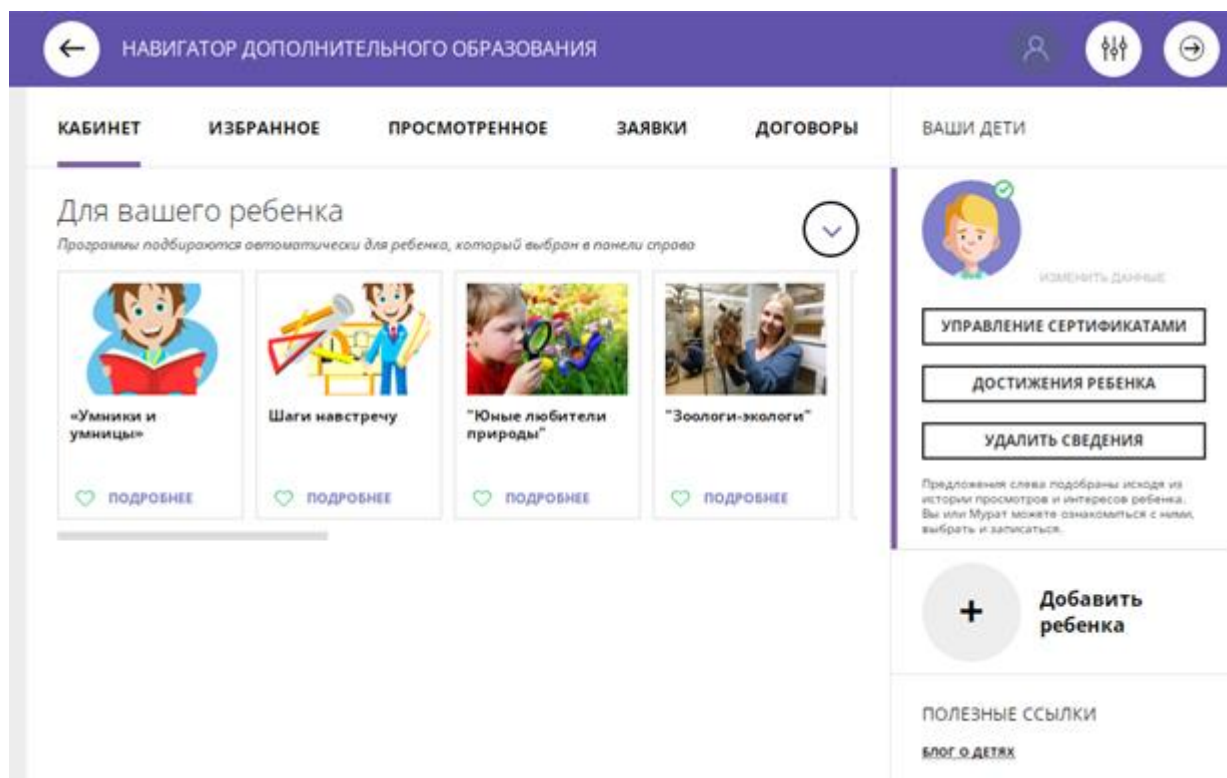 НАВИГАТОР ДОПОЛНИТЕЛЬНОГО ОБРАЗОВАНИЯ
КАБИНЕТ ИЗБРАННОЕ ПРОСМОТРЕННОЕ ЗАЯВКИ ДОГОВОРЫ
Для вашего ребенка
Программы подбираются автоматически для ребенка, который выбран в панели справа
«Умники и
умницы»
ПОДРОБНЕЕ
Шаги навстречу
ПОДРОБНЕЕ
"Юные любители
природы"
ПОДРОБНЕЕ
"Зоологи-экологи"
ПОДРОБНЕЕ
ВАШИ ДЕТИ
ИЗМЕНИТЬ ДАННЫЕ
УПРАВЛЕНИЕ СЕРТИФИКАТАМИ
ДОСТИЖЕНИЯ РЕБЕНКА
УДАЛИТЬ СВЕДЕНИЯ
Предложения слева подобраны исходя из
истории просмотров и интересов ребенка.
Вы или Мурат можете ознакомиться с ними,
выбрать и записаться.
+
Добавить
ребенка
ПОЛЕЗНЫЕ ССЫЛКИ
БЛОГ О ДЕТЯХ